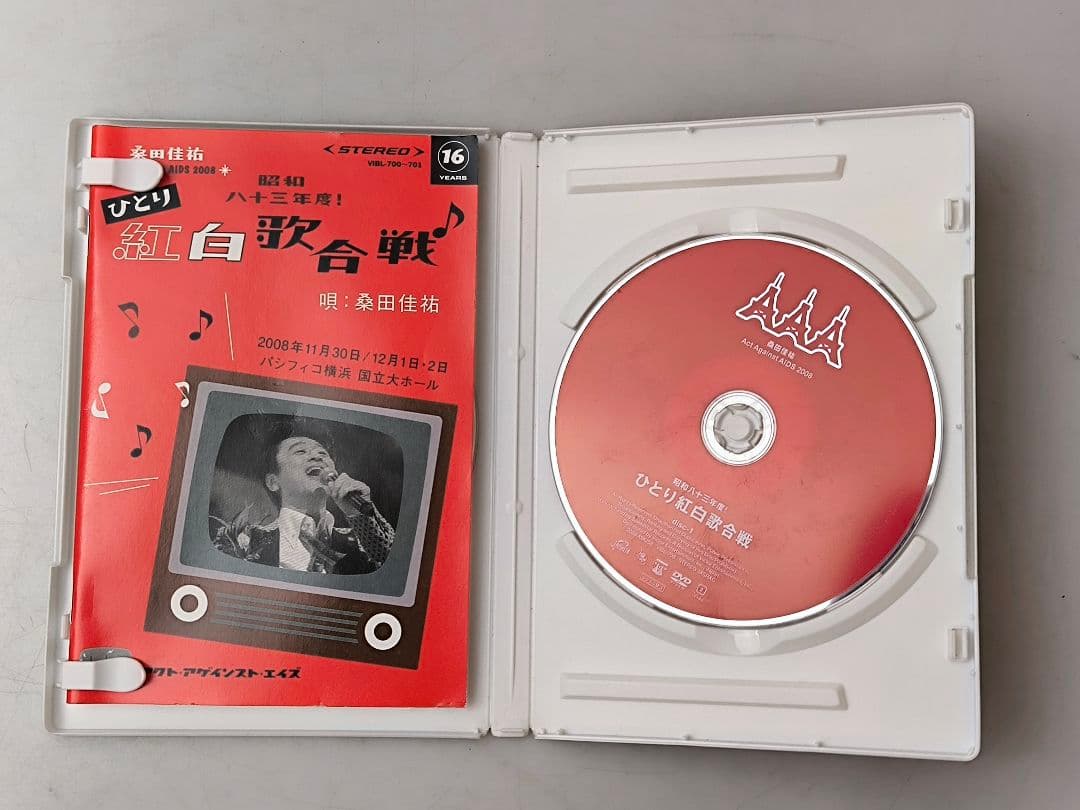 桑田佳祐
AIDS 2008
STEREO
VIBL-700〜701
16
YEARS
昭和
八十三年度!
ひとり
紅白歌合戦
唄:桑田佳祐
2008年11月30日/12月1日・2日
パシフィコ横浜 国立大ホール
クト・アゲインスト・エイズ
AAA
桑田佳祐
Act Against AIDS 2008
昭和八十三年度!
ひとり紅白歌合戦
disc-1
DVD